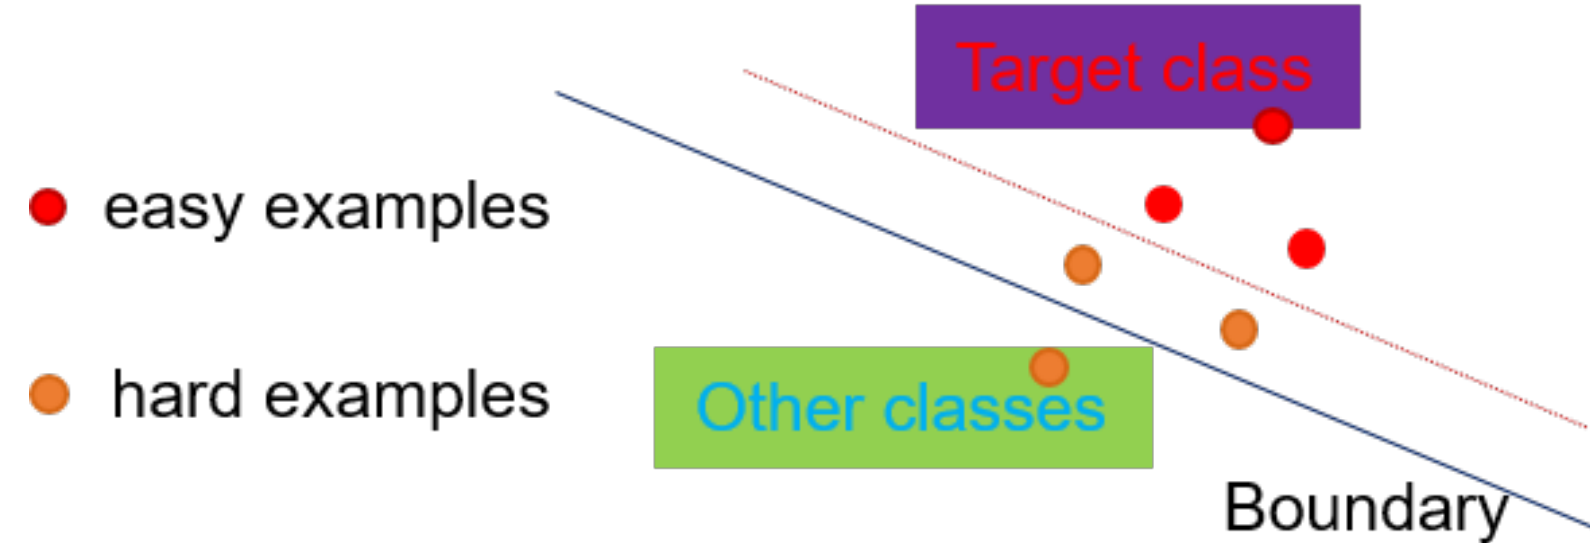 Target class
easy examples
hard examples
Other classes
Boundary